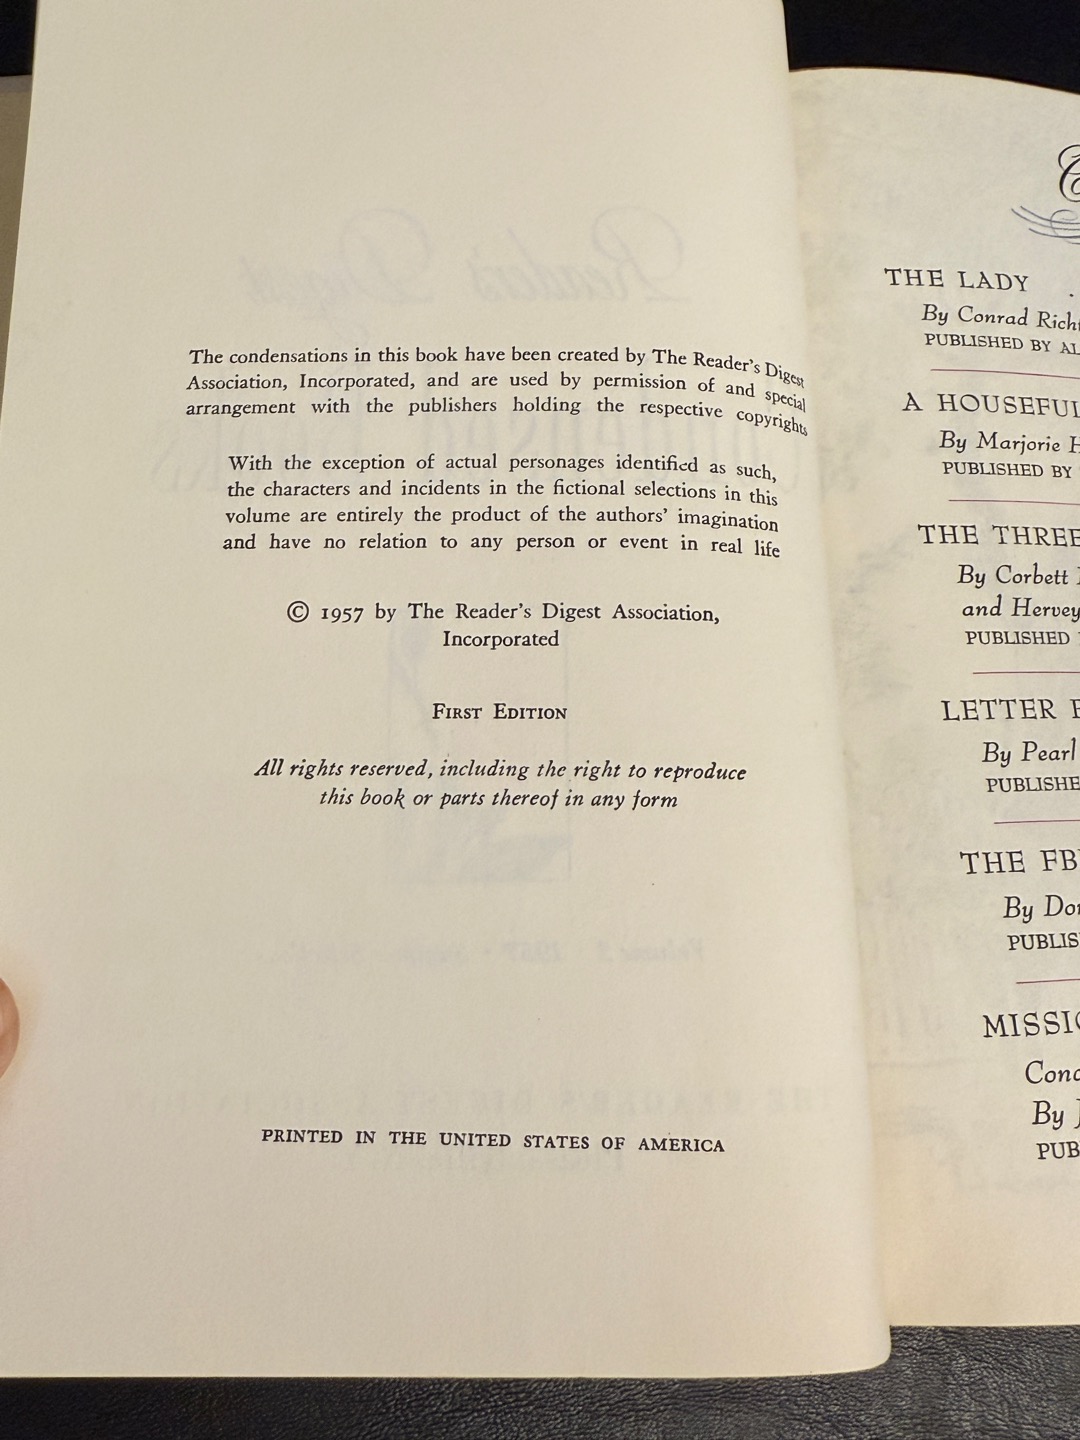 The condensations in this book have been created by The Reader's Digest
Association, Incorporated, and are used by permission of and special
arrangement with the publishers holding the respective copyrights
With the exception of actual personages identified as such,
the characters and incidents in the fictional selections in this
volume are entirely the product of the authors' imagination
and have no relation to any person or event in real life
© 1957 by The Reader's Digest Association,
Incorporated
First Edition
All rights reserved, including the right to reproduce
this book or parts thereof in any form
PRINTED IN THE UNITED STATES OF AMERICA
THE LADY .
By Conrad Richt
PUBLISHED BY AL
A HOUSEFUL
By Marjorie H
PUBLISHED BY
THE THREE
By Corbett
and Hervey
PUBLISHED
LETTER F
By Pearl
PUBLISHE
THE FB
By Do
PUBLIS
MISSIO
Cond
By J
PUB